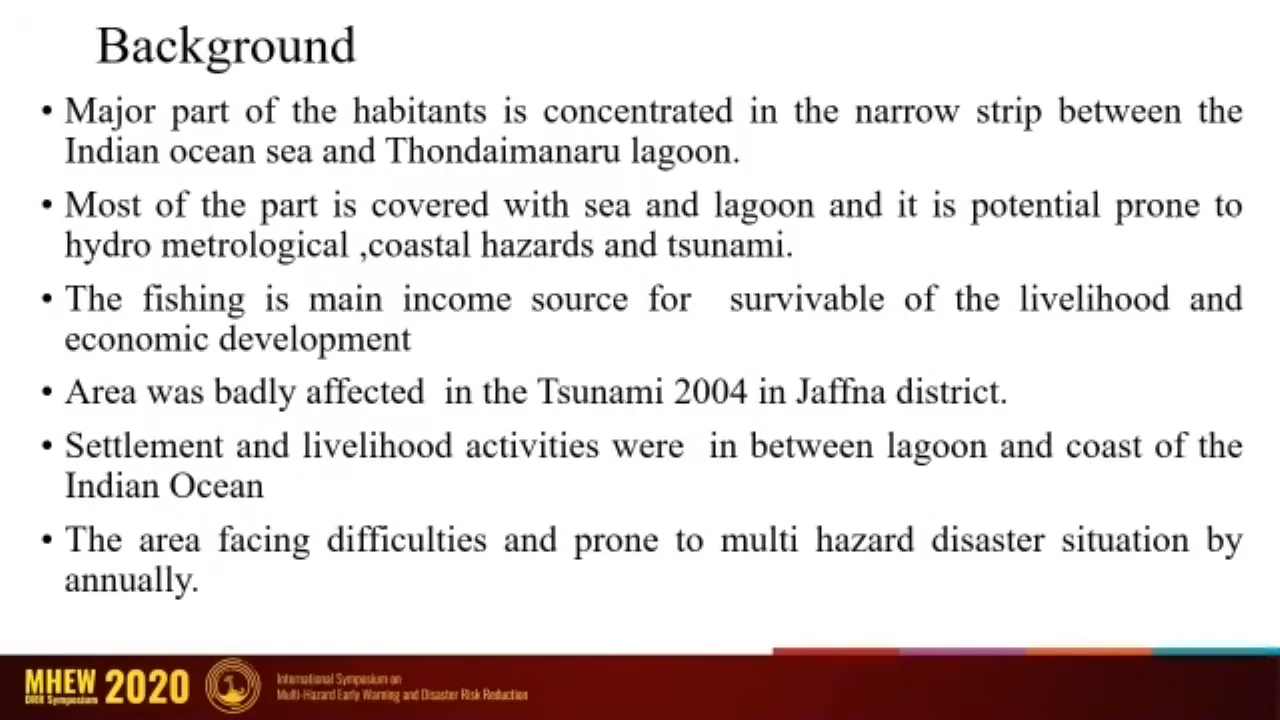 Background
• Major part of the habitants is concentrated in the narrow strip between the
Indian ocean sea and Thondaimanaru lagoon.
• Most of the part is covered with sea and lagoon and it is potential prone to
hydro metrological ,coastal hazards and tsunami.
• The fishing is main income source for survivable of the livelihood and
economic development
• Area was badly affected in the Tsunami 2004 in Jaffna district.
• Settlement and livelihood activities were in between lagoon and coast of the
Indian Ocean
• The area facing difficulties and prone to multi hazard disaster situation by
annually.
MHEW
DRR Symposium
2020
International Symposium on
Multi-Hazard Early Warning and Disaster Risk Reduction